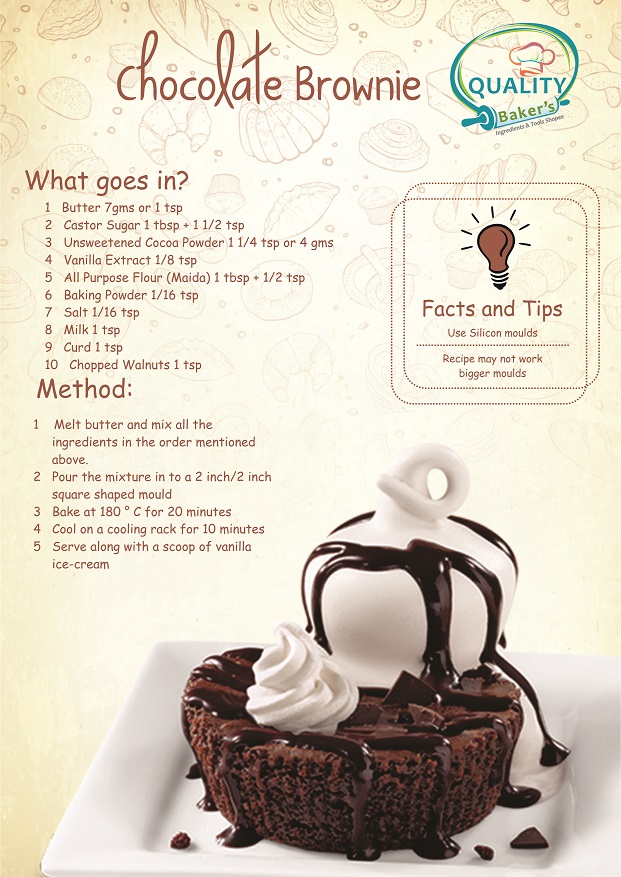 Chocolate Brownie
QUALITY
Baker's
Ingredients & Tools Shopee
What goes in?
1 Butter 7gms or 1 tsp
2 Castor Sugar 1 tbsp + 1 1/2 tsp
3 Unsweetened Cocoa Powder 1 1/4 tsp or 4 gms
4 Vanilla Extract 1/8 tsp
5 All Purpose Flour (Maida) 1 tbsp + 1/2 tsp
6 Baking Powder 1/16 tsp
7 Salt 1/16 tsp
8 Milk 1 tsp
9 Curd 1 tsp
10 Chopped Walnuts 1 tsp
Facts and Tips
Use Silicon moulds
Recipe may not work
bigger moulds
Method:
1 Melt butter and mix all the
ingredients in the order mentioned
above.
2 Pour the mixture in to a 2 inch/2 inch
square shaped mould
3 Bake at 180 ° C for 20 minutes
4 Cool on a cooling rack for 10 minutes
5 Serve along with a scoop of vanilla
ice-cream